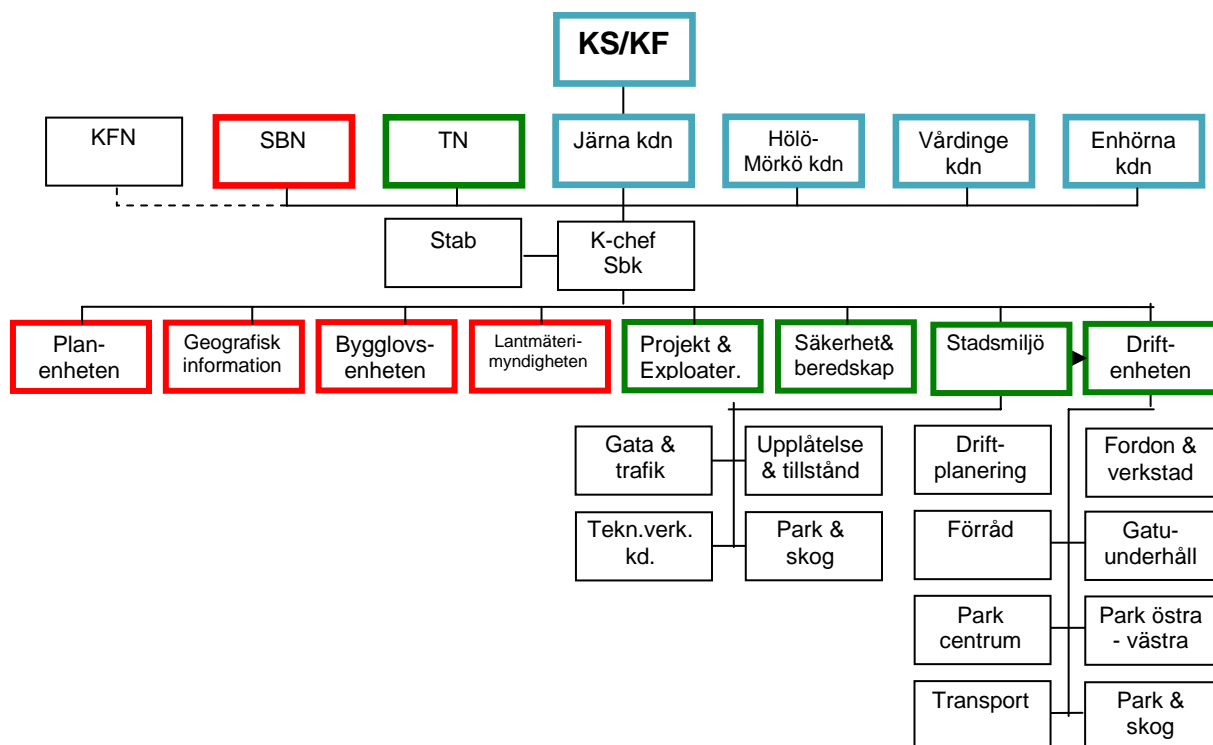 KS/KF
KFN
SBN
TN
Järna kdn
Hölö-
Mörkö kdn
Vårdinge
kdn
Enhörna
kdn
Stab
K-chef
Sbk
Plan-
enheten
Geografisk
information
Bygglovs-
enheten
Lantmäteri-
myndigheten
Projekt &
Exploater.
Säkerhet&
beredskap
Stadsmiljö
Drift-
enheten
Gata &
trafik
Upplåtelse
& tillstånd
Tekn.verk.
kd.
Park &
skog
Drift-
planering
Fordon &
verkstad
Förråd
Gatu-
underhåll
Park
centrum
Park östra
- västra
Transport
Park &
skog